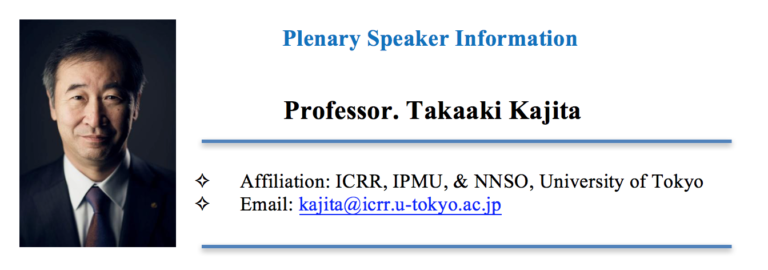 Plenary Speaker Information
Professor. Takaaki Kajita
✧ Affiliation: ICRR, IPMU, & NNSO, University of Tokyo
✧ Email: kajita@icrr.u-tokyo.ac.jp